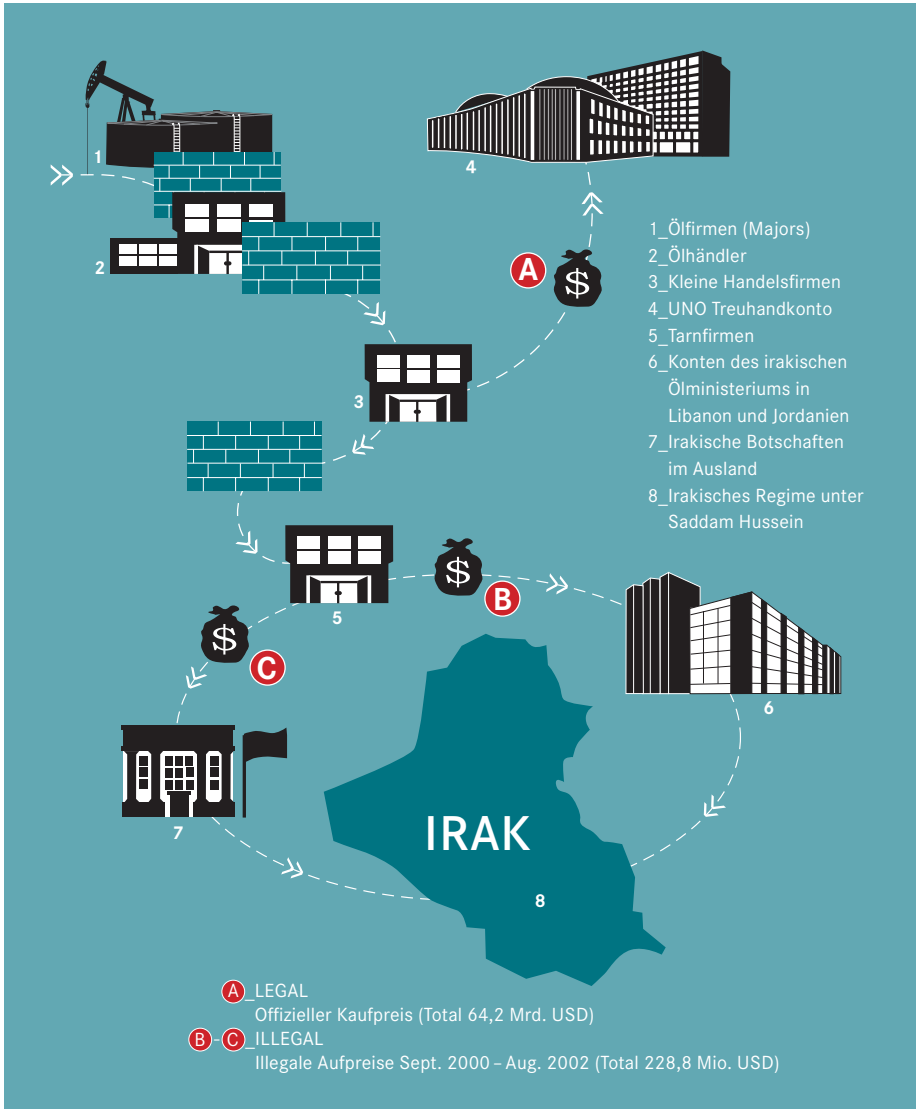 1
2
3
4
A
$
1_Ölfirmen (Majors)
2_Ölhändler
3_Kleine Handelsfirmen
4_UNO Treuhandkonto
5_Tarnfirmen
6_Konten des irakischen
Ölministeriums in
Libanon und Jordanien
7_Irakische Botschaften
im Ausland
8_Irakisches Regime unter
Saddam Hussein
5
$
B
$
C
6
7
IRAK
8
A_LEGAL
Offizieller Kaufpreis (Total 64,2 Mrd. USD)
B-C_ILLEGAL
Illegale Aufpreise Sept. 2000 – Aug. 2002 (Total 228,8 Mio. USD)